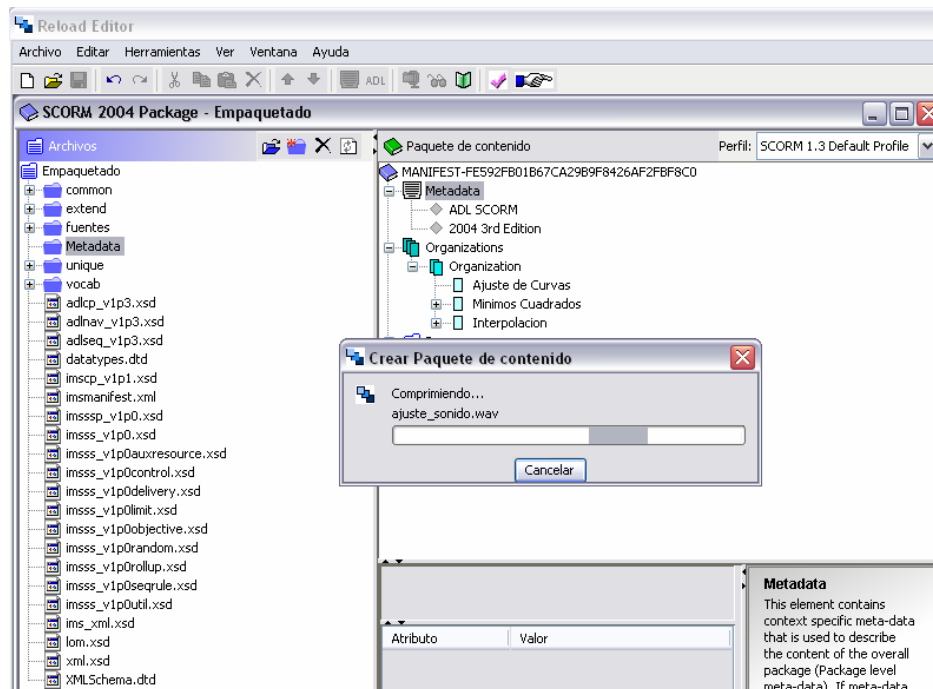 Reload Editor
Archivo Editar Herramientas Ver Ventana Ayuda
ADL
SCORM 2004 Package - Empaquetado
Archivos
Paquete de contenido
Perfil: SCORM 1.3 Default Profile
Empaquetado
common
extend
fuentes
Metadata
unique
vocab
adlcp_v1p3.xsd
adlnav_v1p3.xsd
adlseq_v1p3.xsd
datatypes.dtd
imscp_v1p1.xsd
imsmanifest.xml
imsssp_v1p0.xsd
imsss_v1p0.xsd
imsss_v1p0auxresource.xsd
imsss_v1p0control.xsd
imsss_v1p0delivery.xsd
imsss_v1p0limit.xsd
imsss_v1p0objective.xsd
imsss_v1p0random.xsd
imsss_v1p0rollup.xsd
imsss_v1p0seqrule.xsd
imsss_v1p0util.xsd
ims_xml.xsd
lom.xsd
xml.xsd
XMLSchema.dtd
MANIFEST-FE592FB01B67CA29B9F8426AF2FBF8C0
Metadata
ADL SCORM
2004 3rd Edition
Organizations
Organization
Ajuste de Curvas
Minimos Cuadrados
Interpolacion
Crear Paquete de contenido
Comprimiendo...
ajuste_sonido.wav
Cancelar
Atributo Valor
Metadata
This element contains
context specific meta-data
that is used to describe
the content of the overall
package (Package level
meta-data). If meta-data